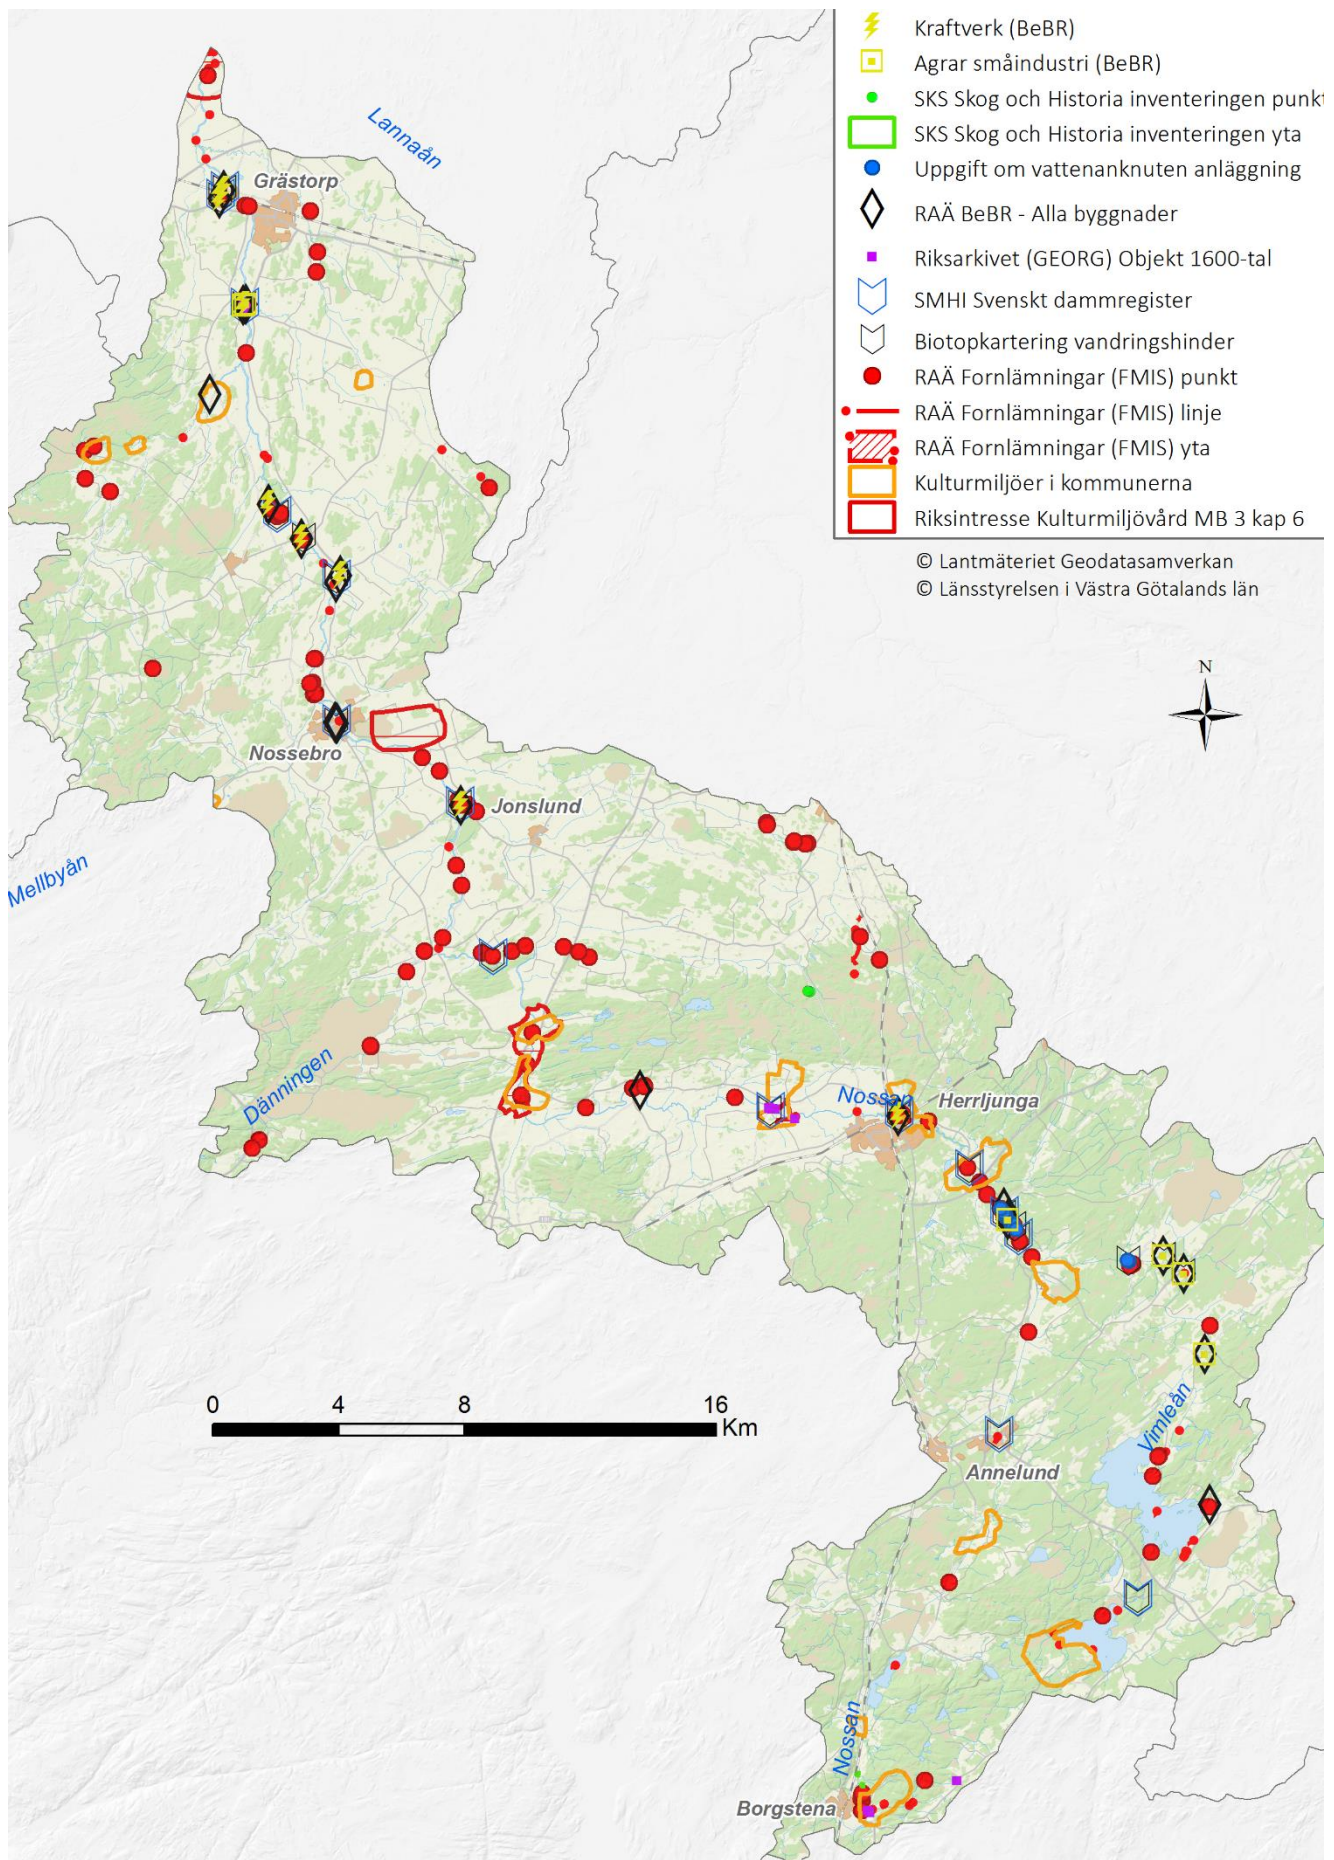 Kraftverk (BeBR)
Agrar småindustri (BeBR)
SKS Skog och Historia inventeringen punkt
SKS Skog och Historia inventeringen yta
Uppgift om vattenanknuten anläggning
RAÄ BeBR - Alla byggnader
Riksarkivet (GEORG) Objekt 1600-tal
SMHI Svenskt dammregister
Biotopkartering vandringshinder
RAÄ Fornlämningar (FMIS) punkt
RAÄ Fornlämningar (FMIS) linje
RAÄ Fornlämningar (FMIS) yta
Kulturmiljöer i kommunerna
Riksintresse Kulturmiljövård MB 3 kap 6
© Lantmäteriet Geodatasamverkan
© Länsstyrelsen i Västra Götalands län
Lannaån
Grästorp
N
Nossebro
Jonslund
Mellbyån
Dänningen
Nossan
Herrljunga
0 4 8 16
Km
Vimleån
Annelund
Nossan
Borgstena